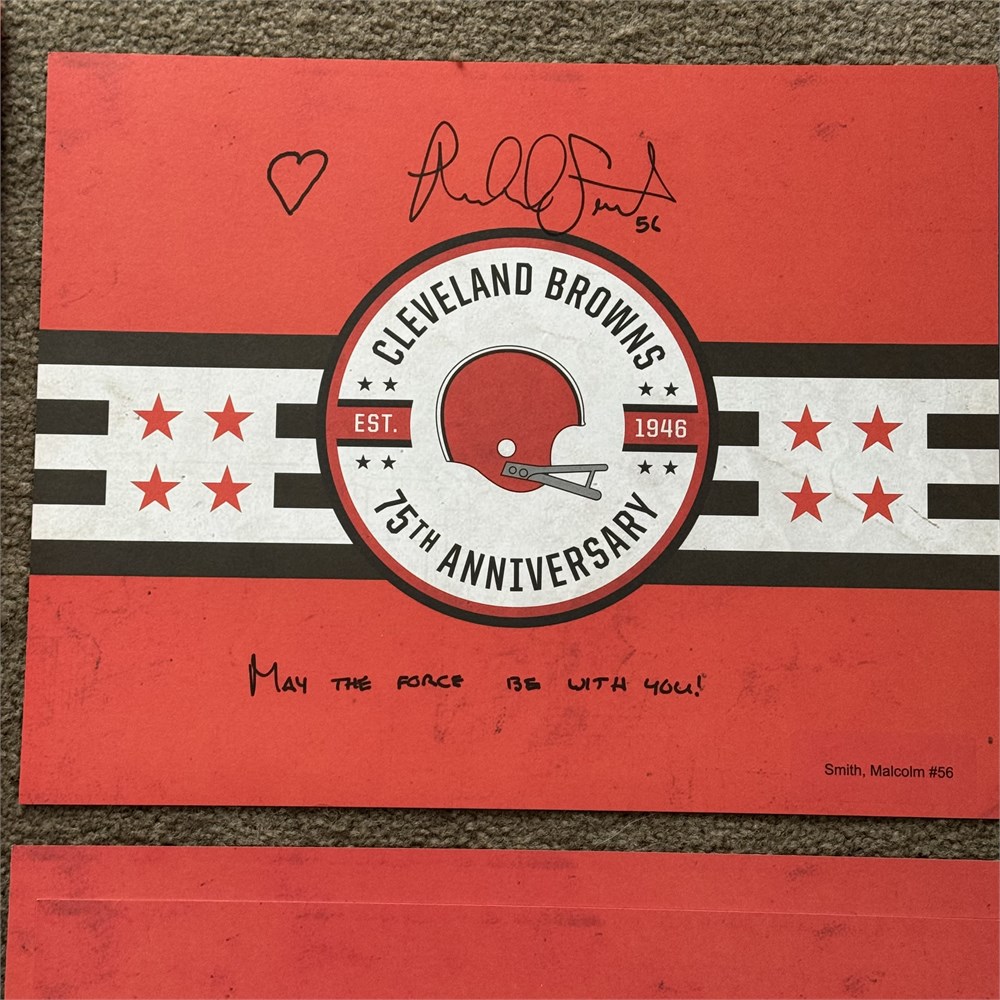 56
CLEVELAND BROWNS
EST. 1946
75TH ANNIVERSARY
MAY THE FORCE BE WITH YOU!
Smith, Malcolm #56